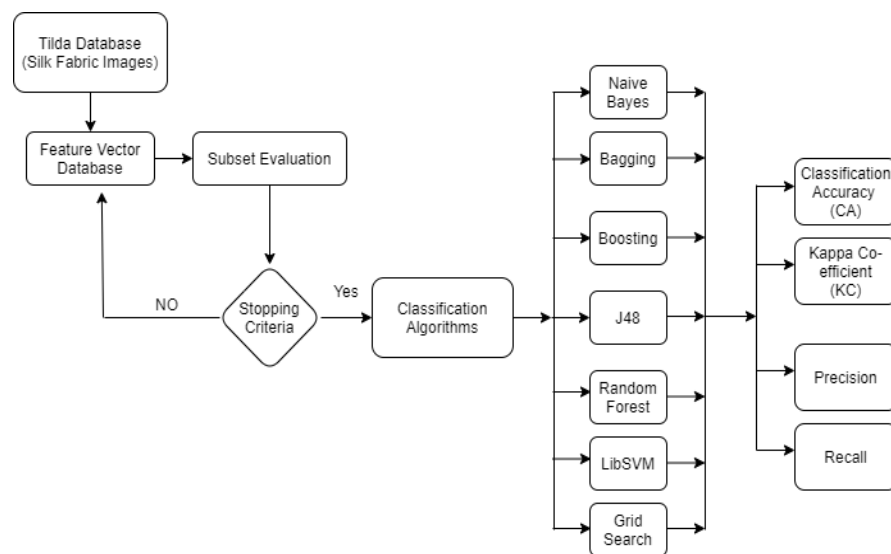 Tilda Database
(Silk Fabric Images)
Feature Vector
Database
Subset Evaluation
NO
Stopping
Criteria
Yes
Classification
Algorithms
Naive
Bayes
Bagging
Boosting
J48
Random
Forest
LibSVM
Grid
Search
Classification
Accuracy
(CA)
Kappa Co-
efficient
(KC)
Precision
Recall